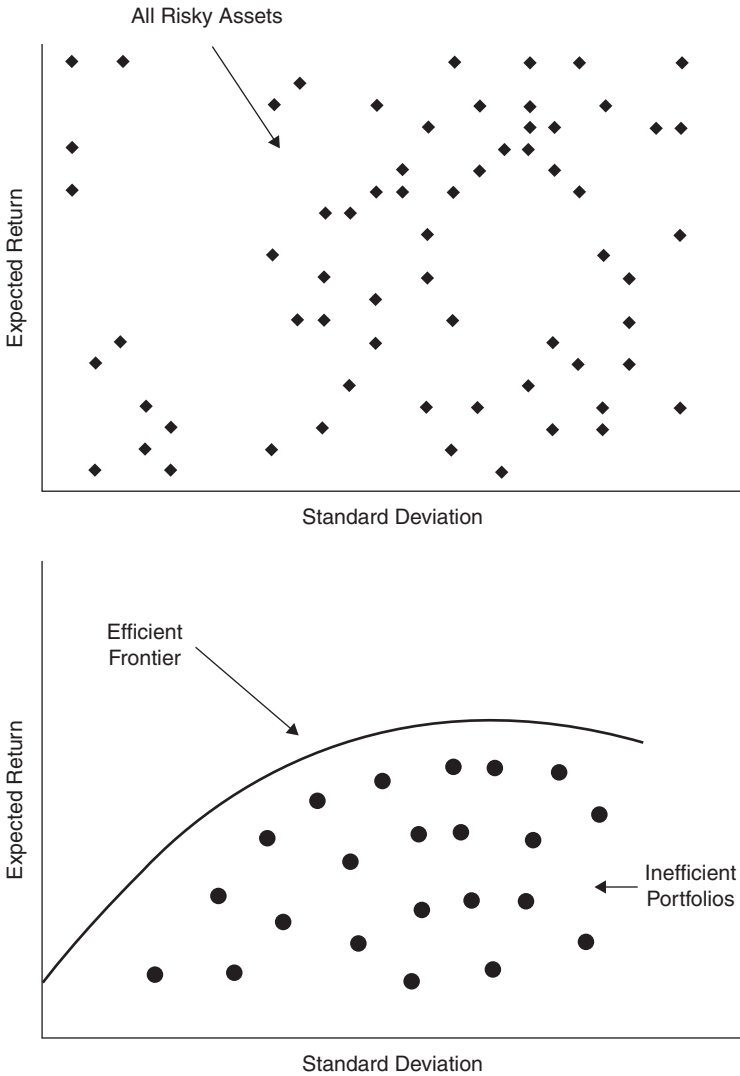 All Risky Assets
Expected Return
Standard Deviation
Efficient
Frontier
Expected Return
Inefficient
Portfolios
Standard Deviation